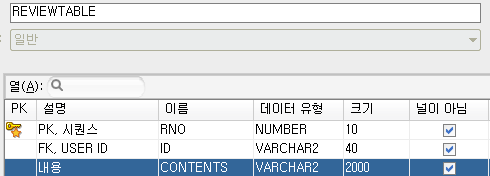 REVIEWTABLE
: 일반
열(A):
PK 설명 이름 데이터 유형 크기 널이 아님
PK, 시퀀스 RNO NUMBER 10
FK, USER ID ID VARCHAR2 40
내용 CONTENTS VARCHAR2 2000